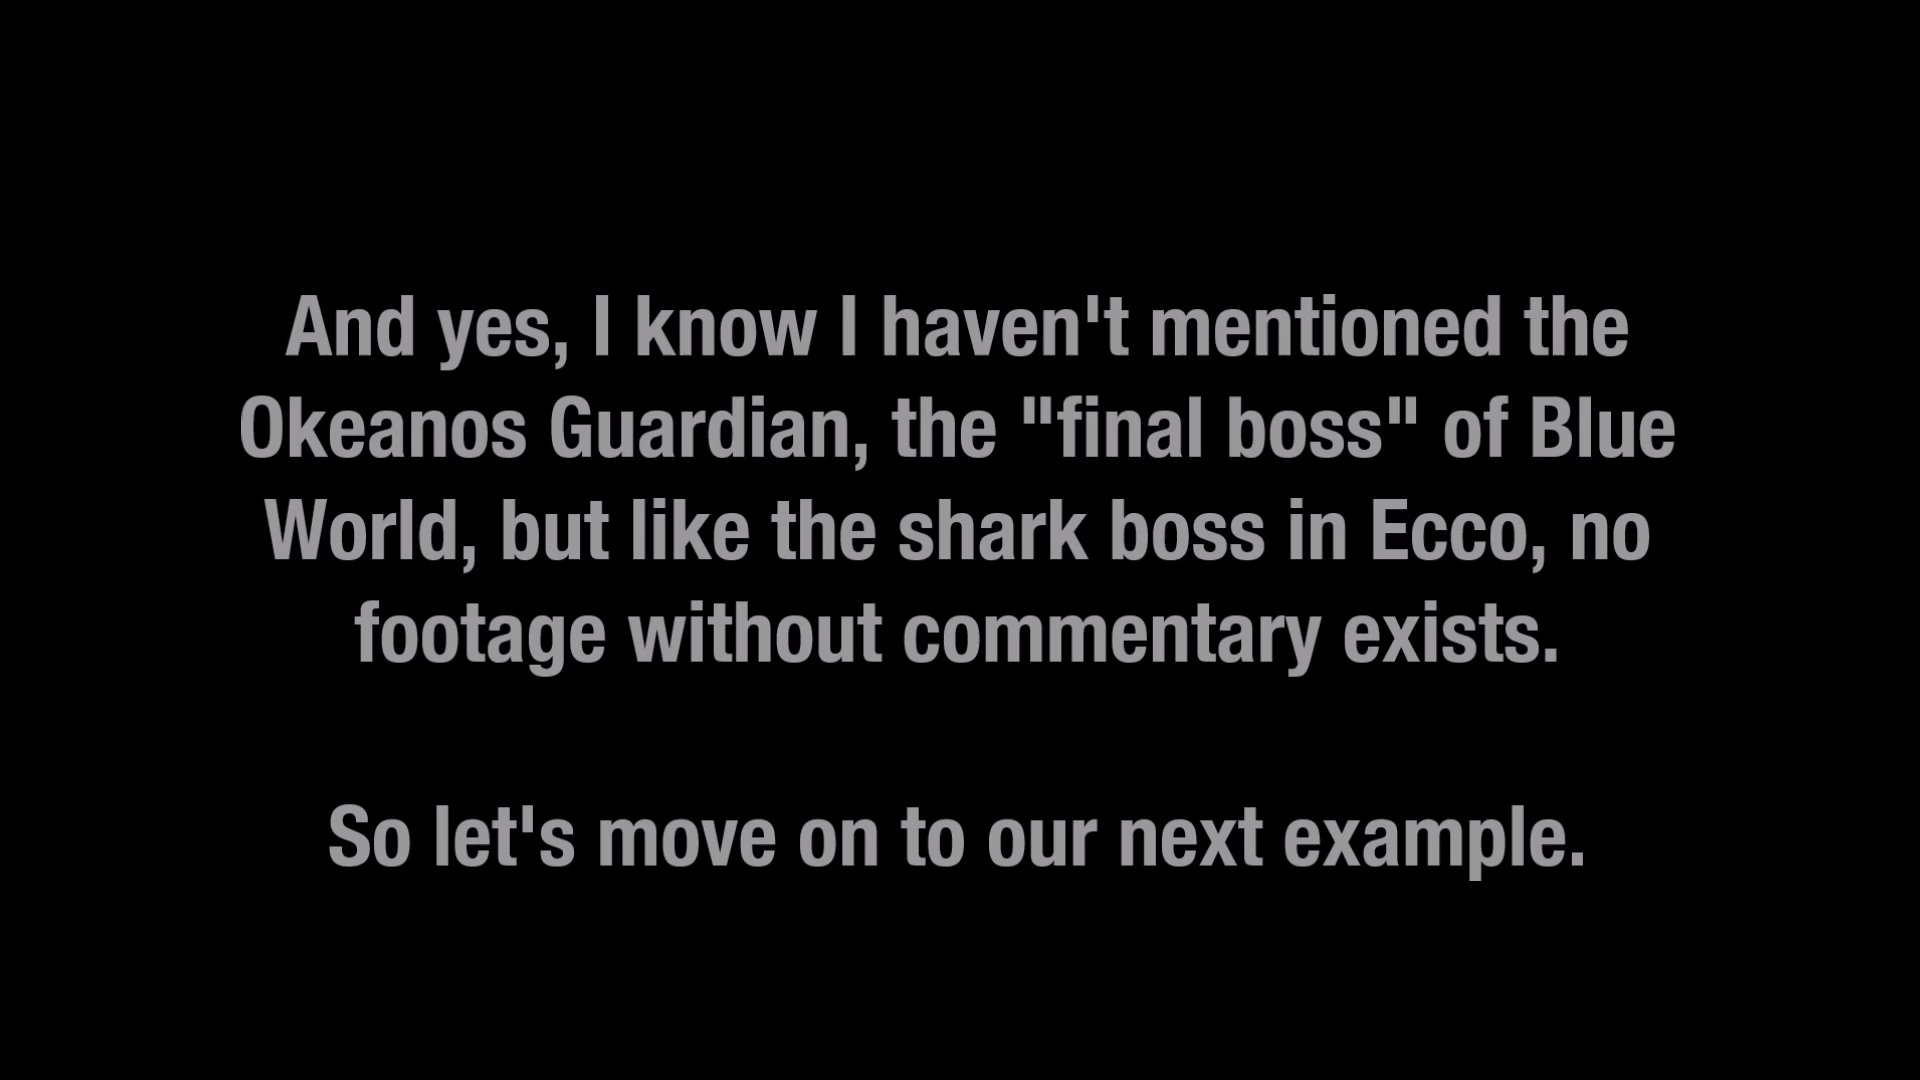 And yes, I know I haven't mentioned the
Okeanos Guardian, the "final boss" of Blue
World, but like the shark boss in Ecco, no
footage without commentary exists.
So let's move on to our next example.